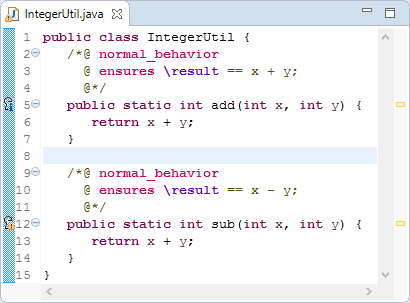 IntegerUtil.java
1 public class IntegerUtil {
2 /*@ normal_behavior
3 @ ensures \result == x + y;
4 @*/
5 public static int add(int x, int y) {
6 return x + y;
7 }
8
9 /*@ normal_behavior
10 @ ensures \result == x - y;
11 @*/
12 public static int sub(int x, int y) {
13 return x + y;
14 }
15 }